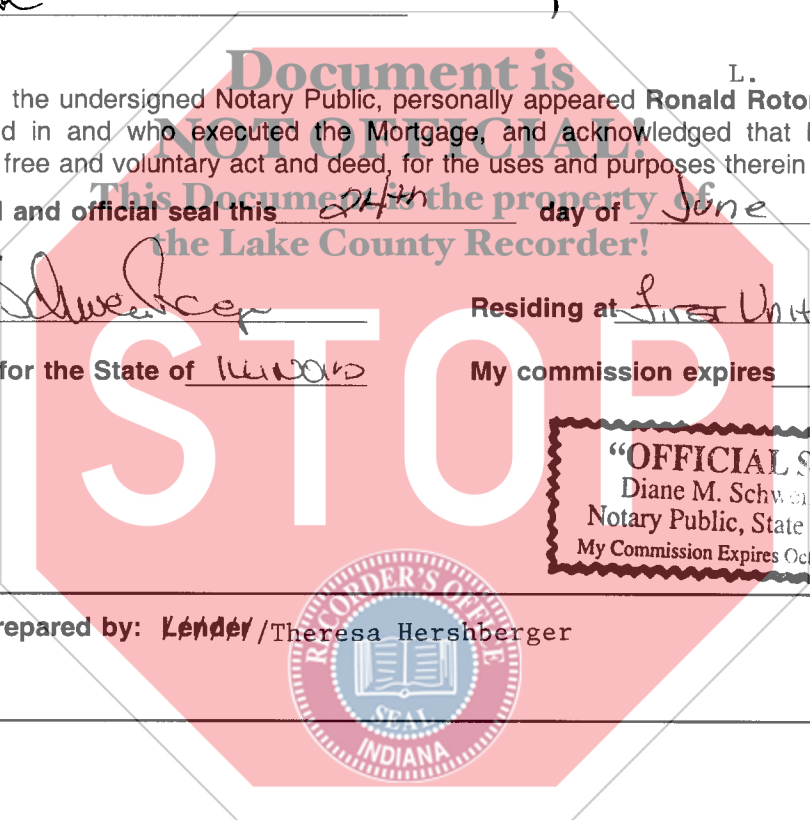 Document is
L.
the undersigned Notary Public, personally appeared Ronald Roto
NOT OFFICIAL!
d in and who executed the Mortgage, and acknowledged that
free and voluntary act and deed, for the uses and purposes therein
This Document is the property of
and official seal this 24th day of June
the Lake County Recorder!
Residing at First Unit
STOP
for the State of Illinois My commission expires
"OFFICIAL S
Diane M. Schw
Notary Public, State
My Commission Expires Oct
repared by: Lender/Theresa Hershberger
RECORDER'S OFFICE
SEAL
INDIANA